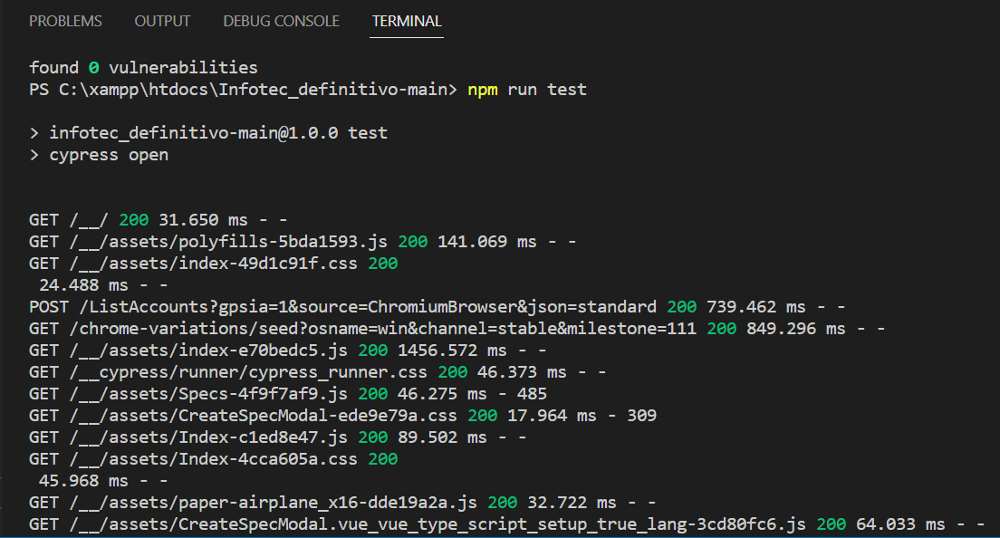 PROBLEMS OUTPUT DEBUG CONSOLE TERMINAL
found 0 vulnerabilities
PS C:\xampp\htdocs\Infotec_definitivo-main> npm run test
> infotec_definitivo-main@1.0.0 test
> cypress open
GET /__/ 200 31.650 ms - -
GET /__/assets/polyfills-5bda1593.js 200 141.069 ms - -
GET /__/assets/index-49d1c91f.css 200
24.488 ms - -
POST /ListAccounts?gpsia=1&source=ChromiumBrowser&json=standard 200 739.462 ms - -
GET /chrome-variations/seed?osname=win&channel=stable&milestone=111 200 849.296 ms - -
GET /__/assets/index-e70bedc5.js 200 1456.572 ms - -
GET /__cypress/runner/cypress_runner.css 200 46.373 ms - -
GET /__/assets/Specs-4f9f7af9.js 200 46.275 ms - 485
GET /__/assets/CreateSpecModal-ede9e79a.css 200 17.964 ms - 309
GET /__/assets/Index-c1ed8e47.js 200 89.502 ms - -
GET /__/assets/Index-4cca605a.css 200
45.968 ms - -
GET /__/assets/paper-airplane_x16-dde19a2a.js 200 32.722 ms - -
GET /__/assets/CreateSpecModal.vue_vue_type_script_setup_true_lang-3cd80fc6.js 200 64.033 ms - -